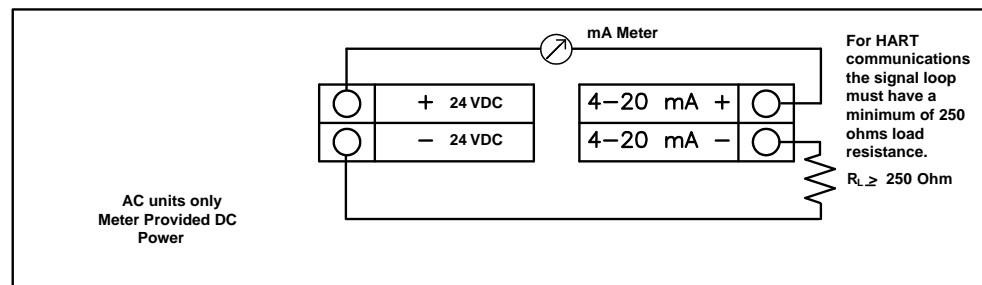 mA Meter
For HART
communications
the signal loop
must have a
minimum of 250
ohms load
resistance.
+ 24 VDC
4-20 mA +
- 24 VDC
4-20 mA -
RL ≥ 250 Ohm
AC units only
Meter Provided DC
Power